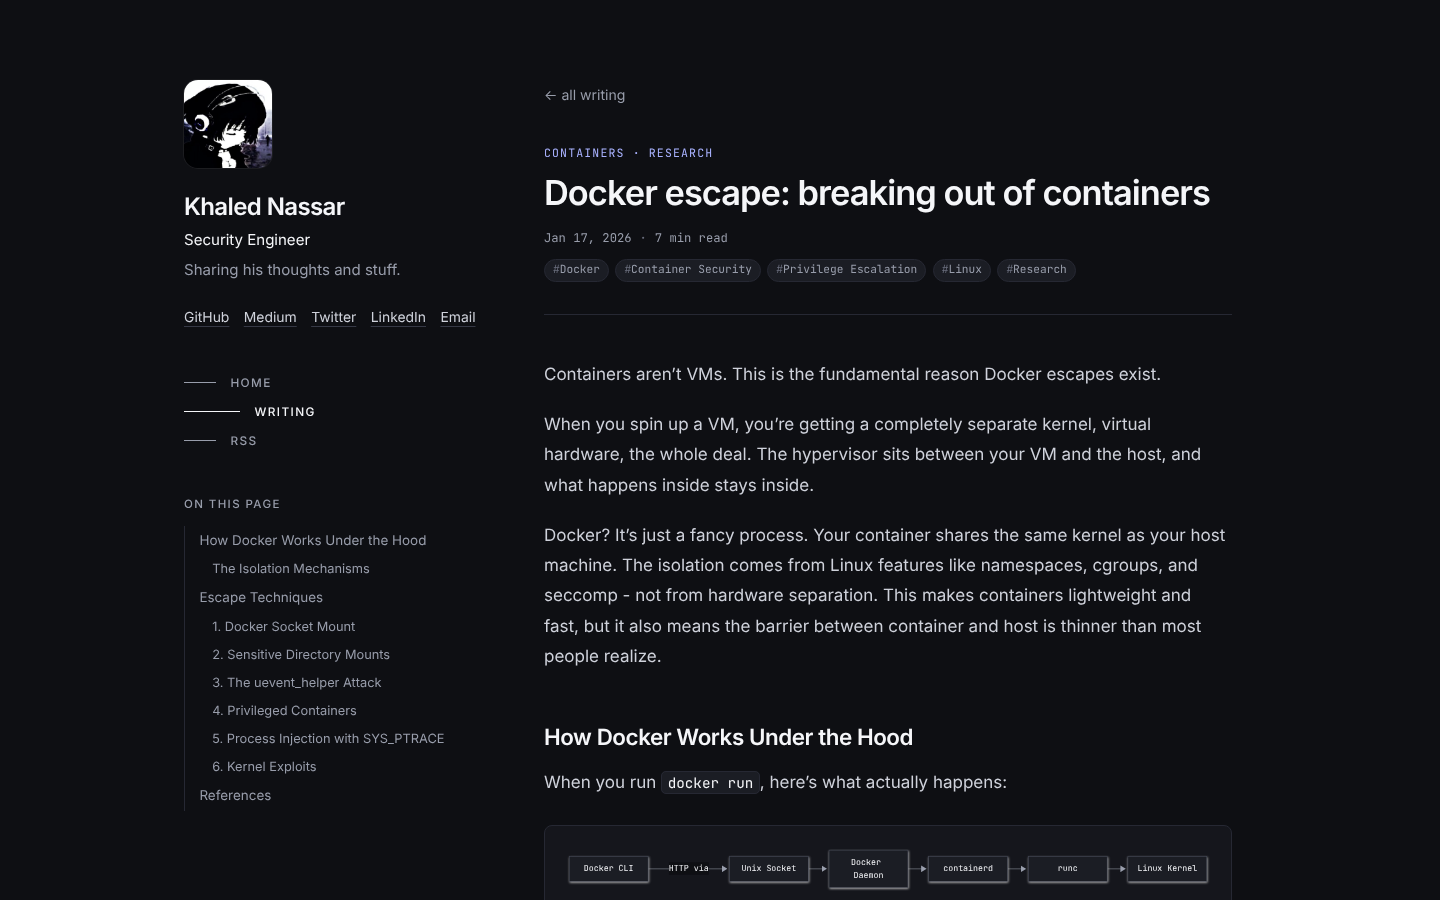 Khaled Nassar
Security Engineer
Sharing his thoughts and stuff.
GitHub Medium Twitter LinkedIn Email
HOME
WRITING
RSS
ON THIS PAGE
How Docker Works Under the Hood
The Isolation Mechanisms
Escape Techniques
1. Docker Socket Mount
2. Sensitive Directory Mounts
3. The uevent_helper Attack
4. Privileged Containers
5. Process Injection with SYS_PTRACE
6. Kernel Exploits
References
← all writing
CONTAINERS · RESEARCH
Docker escape: breaking out of containers
Jan 17, 2026 · 7 min read
#Docker #Container Security #Privilege Escalation #Linux #Research
Containers aren’t VMs. This is the fundamental reason Docker escapes exist.
When you spin up a VM, you’re getting a completely separate kernel, virtual
hardware, the whole deal. The hypervisor sits between your VM and the host, and
what happens inside stays inside.
Docker? It’s just a fancy process. Your container shares the same kernel as your host
machine. The isolation comes from Linux features like namespaces, cgroups, and
seccomp - not from hardware separation. This makes containers lightweight and
fast, but it also means the barrier between container and host is thinner than most
people realize.
How Docker Works Under the Hood
When you run docker run, here’s what actually happens:
Docker CLI HTTP via Unix Socket Docker Daemon containerd runc Linux Kernel